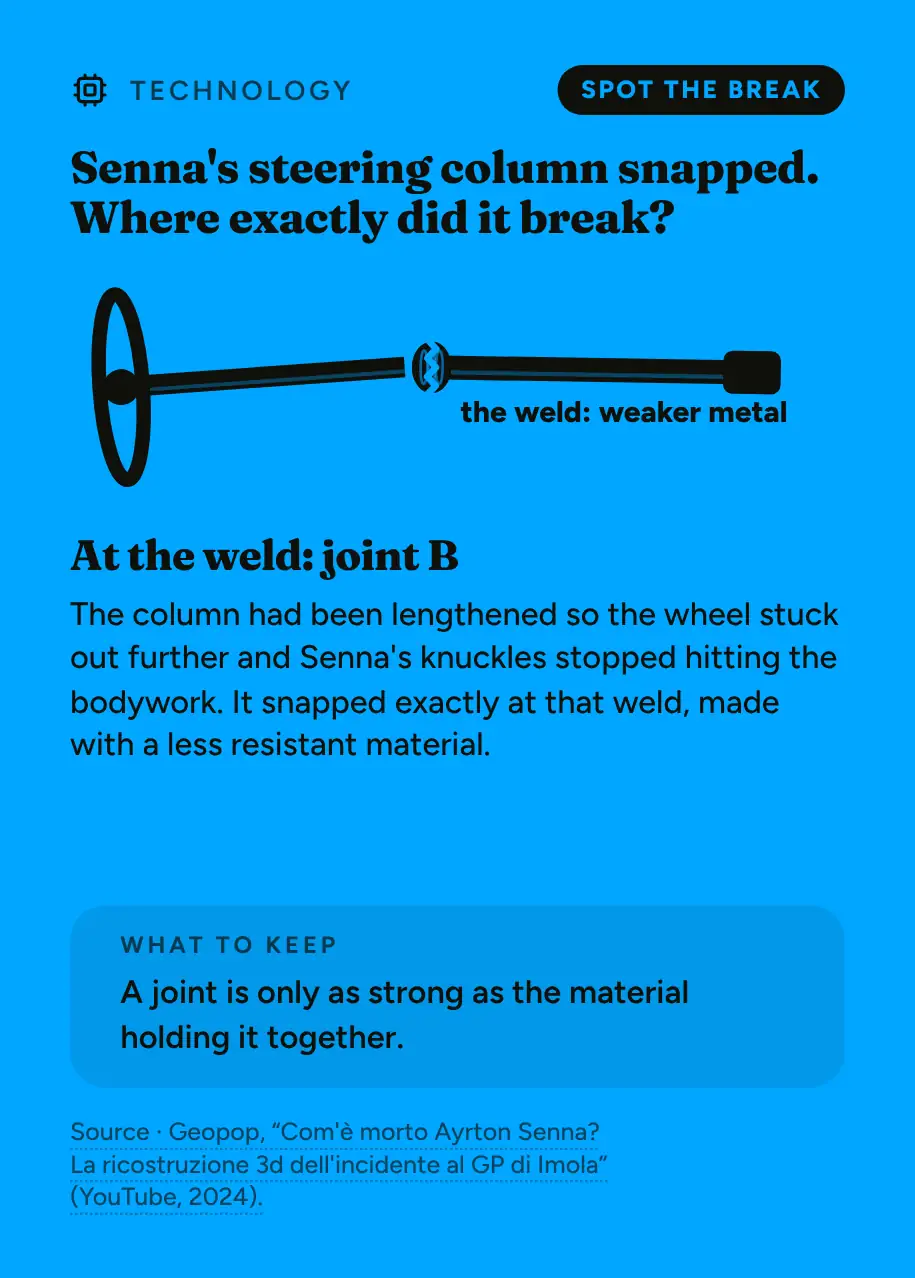 TECHNOLOGY
SPOT THE BREAK
Senna's steering column snapped.
Where exactly did it break?
the weld: weaker metal
At the weld: joint B
The column had been lengthened so the wheel stuck
out further and Senna's knuckles stopped hitting the
bodywork. It snapped exactly at that weld, made
with a less resistant material.
WHAT TO KEEP
A joint is only as strong as the material
holding it together.
Source · Geopop, “Com'è morto Ayrton Senna?
La ricostruzione 3d dell'incidente al GP di Imola”
(YouTube, 2024).